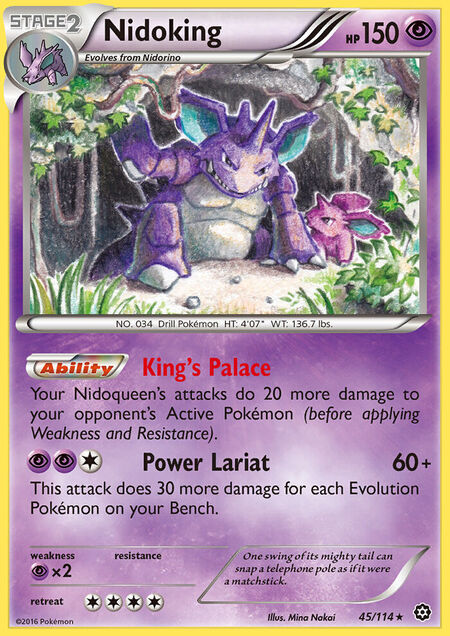 STAGE2
Nidoking
HP150
Evolves from Nidorino
NO. 034 Drill Pokémon HT: 4'07" WT: 136.7 lbs.
Ability King's Palace
Your Nidoqueen's attacks do 20 more damage to
your opponent's Active Pokémon (before applying
Weakness and Resistance).
Power Lariat 60+
This attack does 30 more damage for each Evolution
Pokémon on your Bench.
weakness resistance
×2
retreat
One swing of its mighty tail can
snap a telephone pole as if it were
a matchstick.
Illus. Mina Nakai 45/114★
©2016 Pokémon